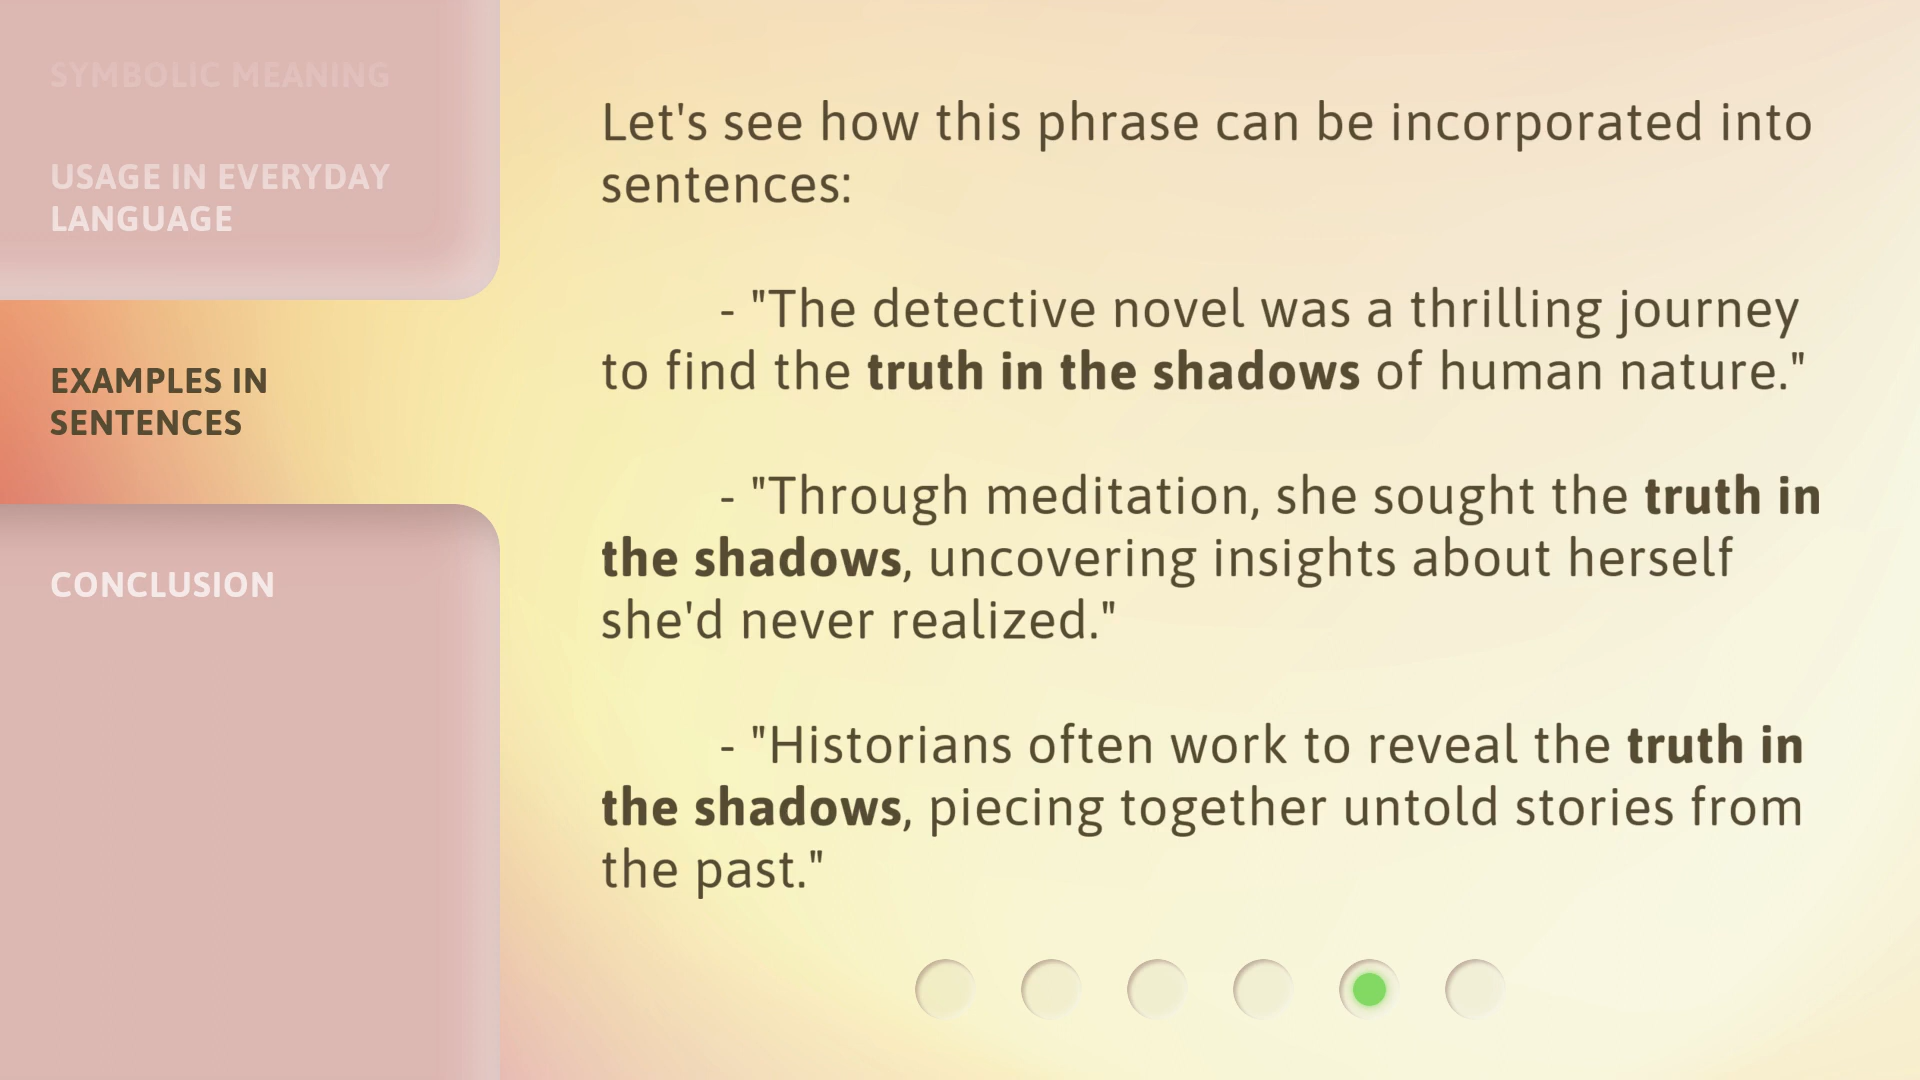 SYMBOLIC MEANING
USAGE IN EVERYDAY
LANGUAGE
EXAMPLES IN
SENTENCES
CONCLUSION
Let's see how this phrase can be incorporated into
sentences:
- "The detective novel was a thrilling journey
to find the truth in the shadows of human nature."
- "Through meditation, she sought the truth in
the shadows, uncovering insights about herself
she'd never realized."
- "Historians often work to reveal the truth in
the shadows, piecing together untold stories from
the past."